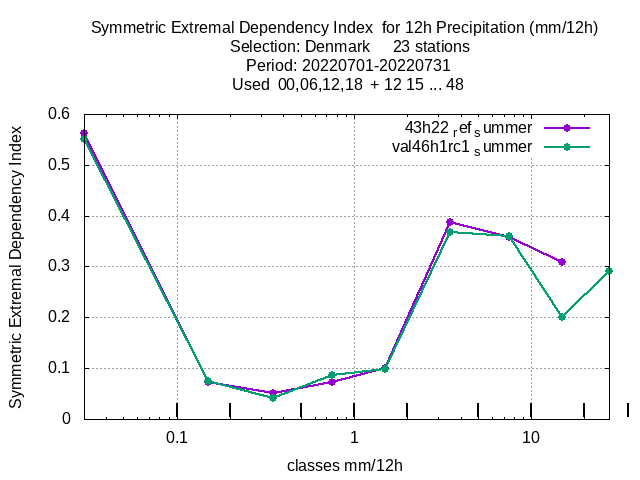 Symmetric Extremal Dependency Index  for 12h Precipitation (mm/12h)
Selection: Denmark     23 stations
Period: 20220701-20220731
Used  00,06,12,18  + 12 15 ... 48
43h22 ref summer
val46h1rc1 summer
Symmetric Extremal Dependency Index
0.6
0.5
0.4
0.3
0.2
0.1
0
0.1
1
10
classes mm/12h